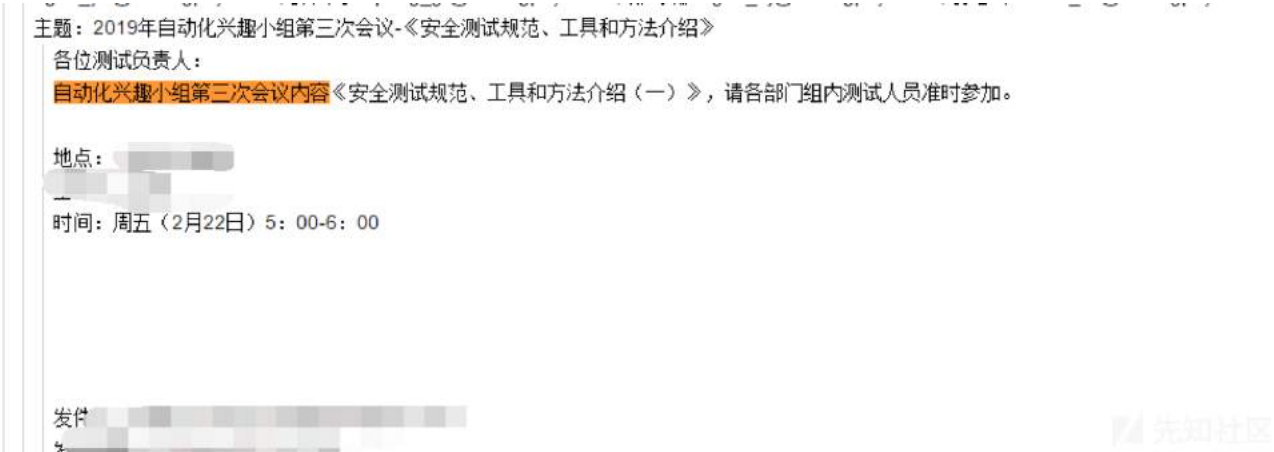 主题：2019年自动化兴趣小组第三次会议-《安全测试规范、工具和方法介绍》
各位测试负责人：
自动化兴趣小组第三次会议内容《安全测试规范、工具和方法介绍（一）》，请各部门组内测试人员准时参加。
地点：
时间：周五（2月22日）5：00-6：00
发件
先知社区